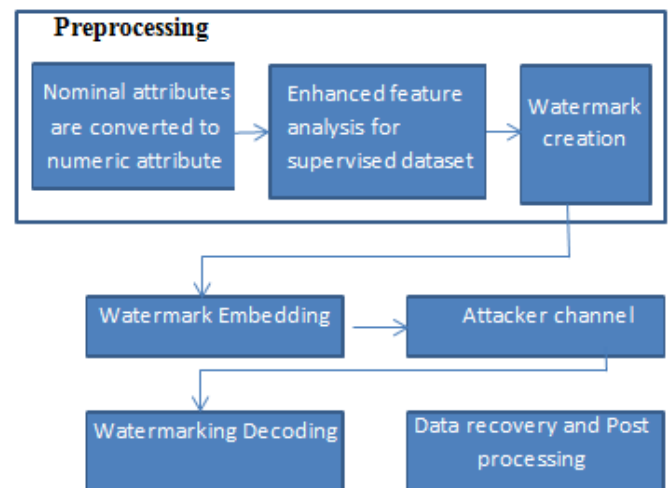 Preprocessing
Nominal attributes
are converted to
numeric attribute
Enhanced feature
analysis for
supervised dataset
Watermark
creation
Watermark Embedding
Attacker channel
Watermarking Decoding
Data recovery and Post
processing